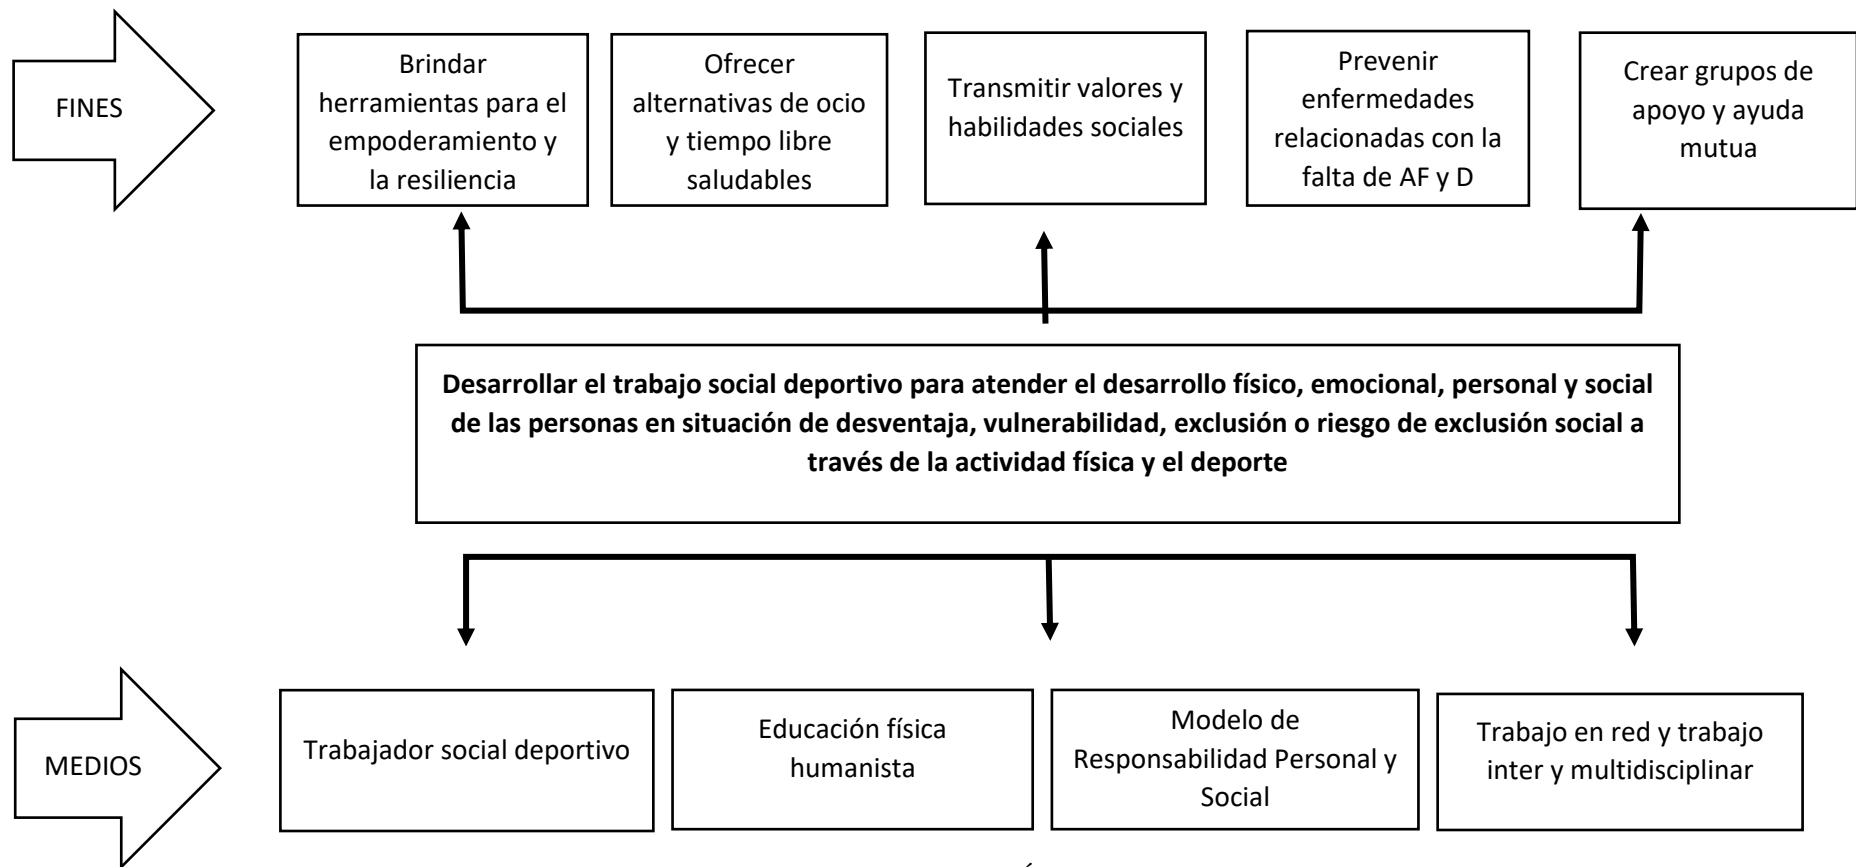 FINES
Brindar
herramientas para el
empoderamiento y
la resiliencia
Ofrecer
alternativas de ocio
y tiempo libre
saludables
Transmitir valores y
habilidades sociales
Prevenir
enfermedades
relacionadas con la
falta de AF y D
Crear grupos de
apoyo y ayuda
mutua
Desarrollar el trabajo social deportivo para atender el desarrollo físico, emocional, personal y social
de las personas en situación de desventaja, vulnerabilidad, exclusión o riesgo de exclusión social a
través de la actividad física y el deporte
MEDIOS
Trabajador social deportivo
Educación física
humanista
Modelo de
Responsabilidad Personal y
Social
Trabajo en red y trabajo
inter y multidisciplinar